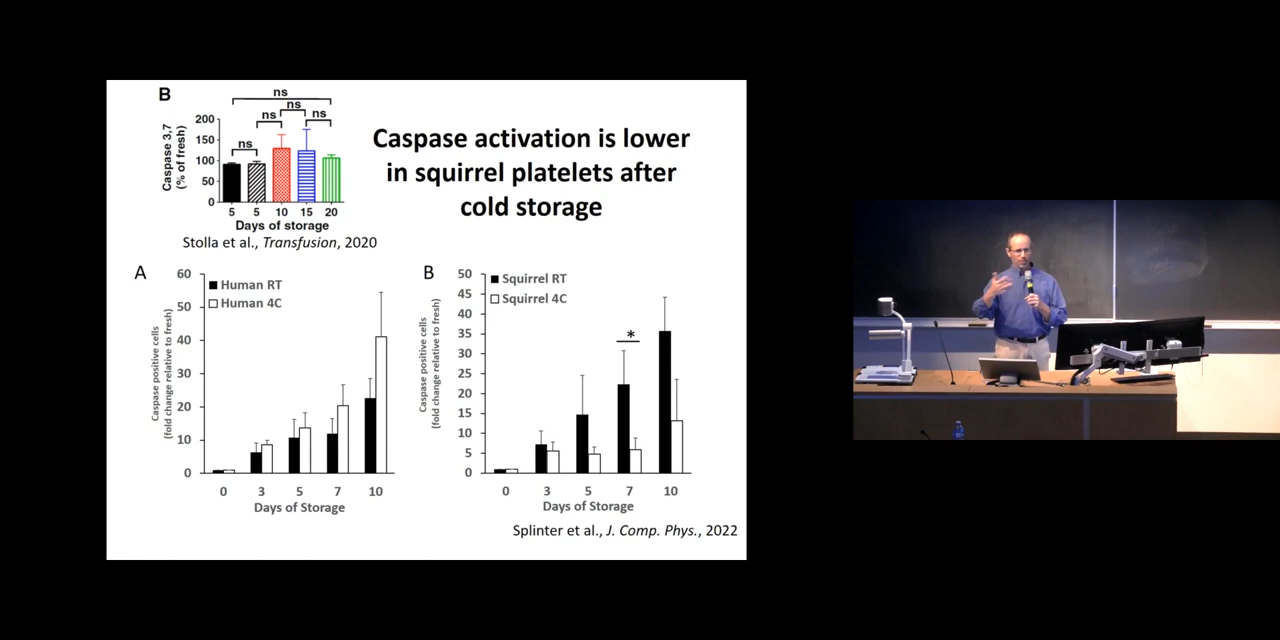 B
ns
ns
ns
ns
ns
Caspase 3,7
(% of fresh)
200
150
100
50
0
5 5 10 15 20
Days of storage
Stolla et al., Transfusion, 2020
Caspase activation is lower
in squirrel platelets after
cold storage
A
Caspase positive cells
(fold change relative to fresh)
60
50
40
30
20
10
0
Human RT
Human 4C
0 3 5 7 10
Days of Storage
B
Caspase positive cells
(fold change relative to fresh)
50
45
40
35
30
25
20
15
10
5
0
Squirrel RT
Squirrel 4C
*
0 3 5 7 10
Days of Storage
Splinter et al., J. Comp. Phys., 2022